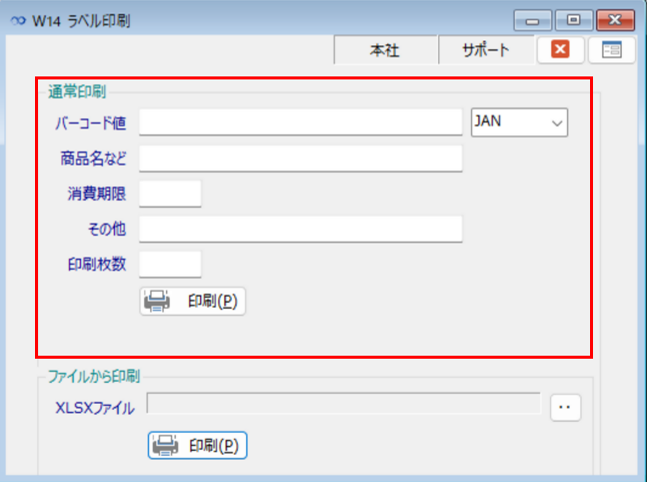 W14 ラベル印刷
本社 サポート
通常印刷
バーコード値 JAN
商品名など
消費期限
その他
印刷枚数
印刷(P)
ファイルから印刷
XLSXファイル ..
印刷(P)